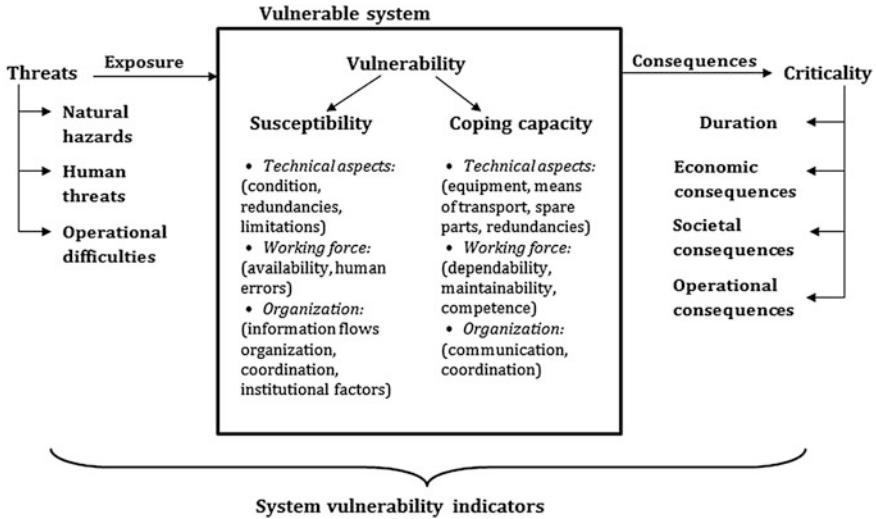 Vulnerable system
Threats
Exposure
Natural
hazards
Human
threats
Operational
difficulties
Vulnerability
Susceptibility
• Technical aspects:
(condition,
redundancies,
limitations)
• Working force:
(availability, human
errors)
• Organization:
(information flows
organization,
coordination,
institutional factors)
Coping capacity
• Technical aspects:
(equipment, means
of transport, spare
parts, redundancies)
• Working force:
(dependability,
maintainability,
competence)
• Organization:
(communication,
coordination)
Consequences
Criticality
Duration
Economic
consequences
Societal
consequences
Operational
consequences
System vulnerability indicators